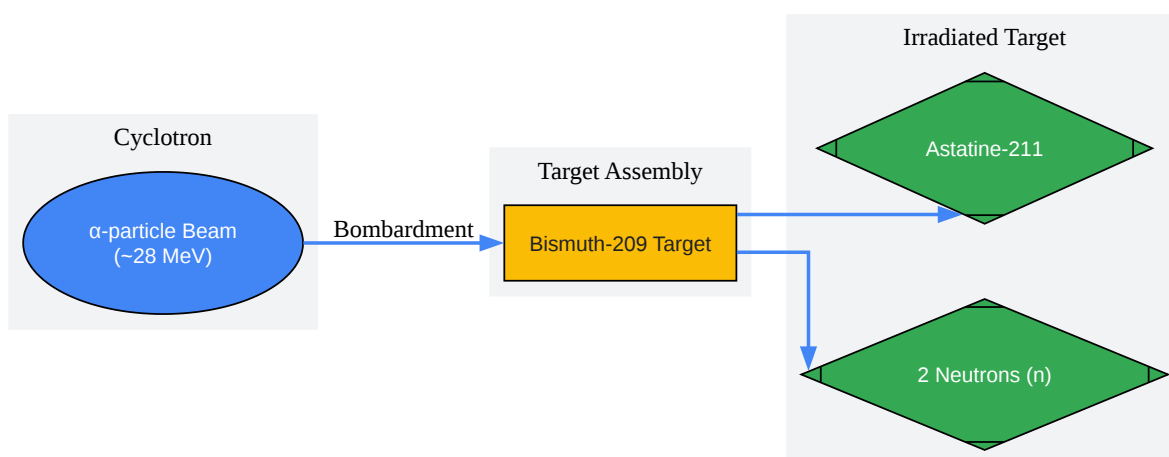 Cyclotron
α-particle Beam
(~28 MeV)
Bombardment
Target Assembly
Bismuth-209 Target
Irradiated Target
Astatine-211
2 Neutrons (n)